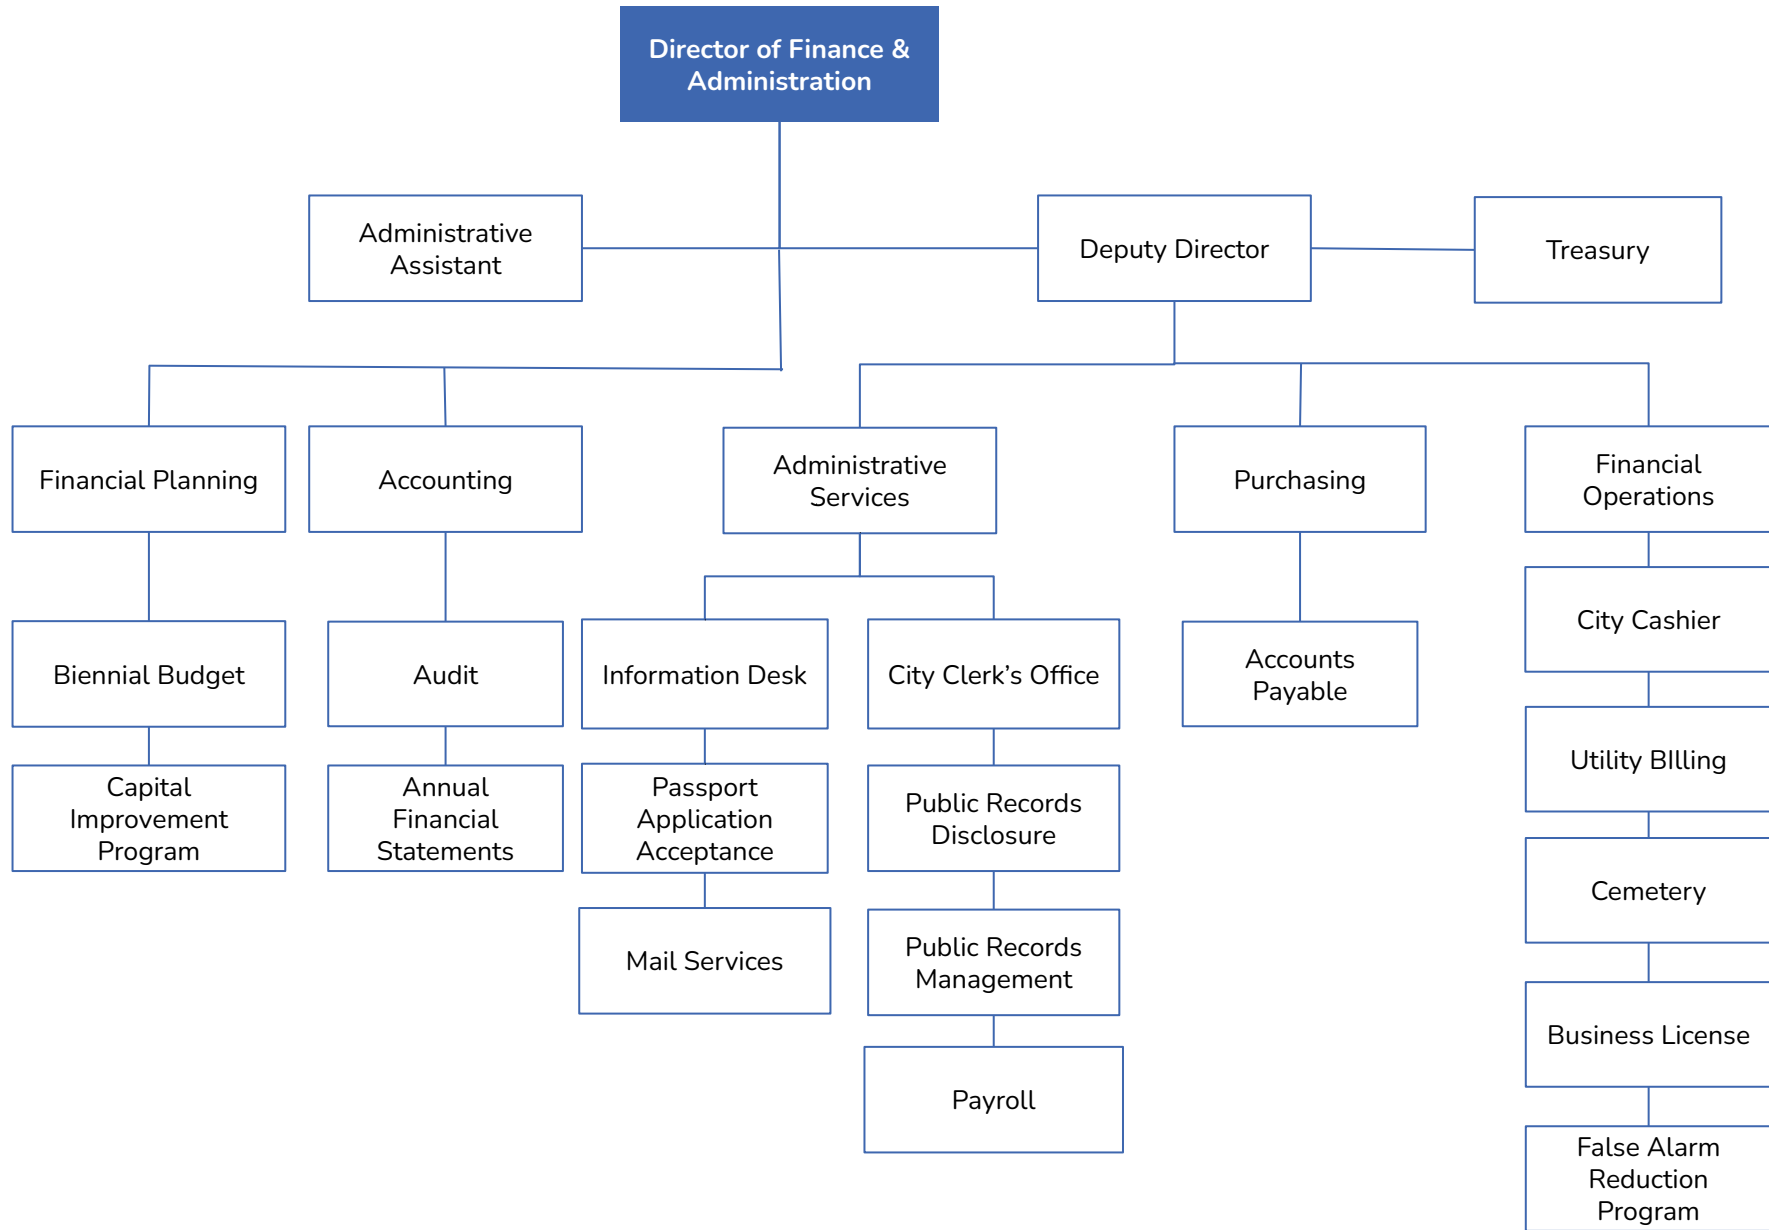 Director of Finance &
Administration
Administrative
Assistant
Deputy Director
Treasury
Financial Planning
Accounting
Administrative
Services
Purchasing
Financial
Operations
Biennial Budget
Audit
Information Desk
City Clerk’s Office
Accounts
Payable
City Cashier
Utility BIlling
Capital
Improvement
Program
Annual
Financial
Statements
Passport
Application
Acceptance
Public Records
Disclosure
Cemetery
Mail Services
Public Records
Management
Business License
Payroll
False Alarm
Reduction
Program